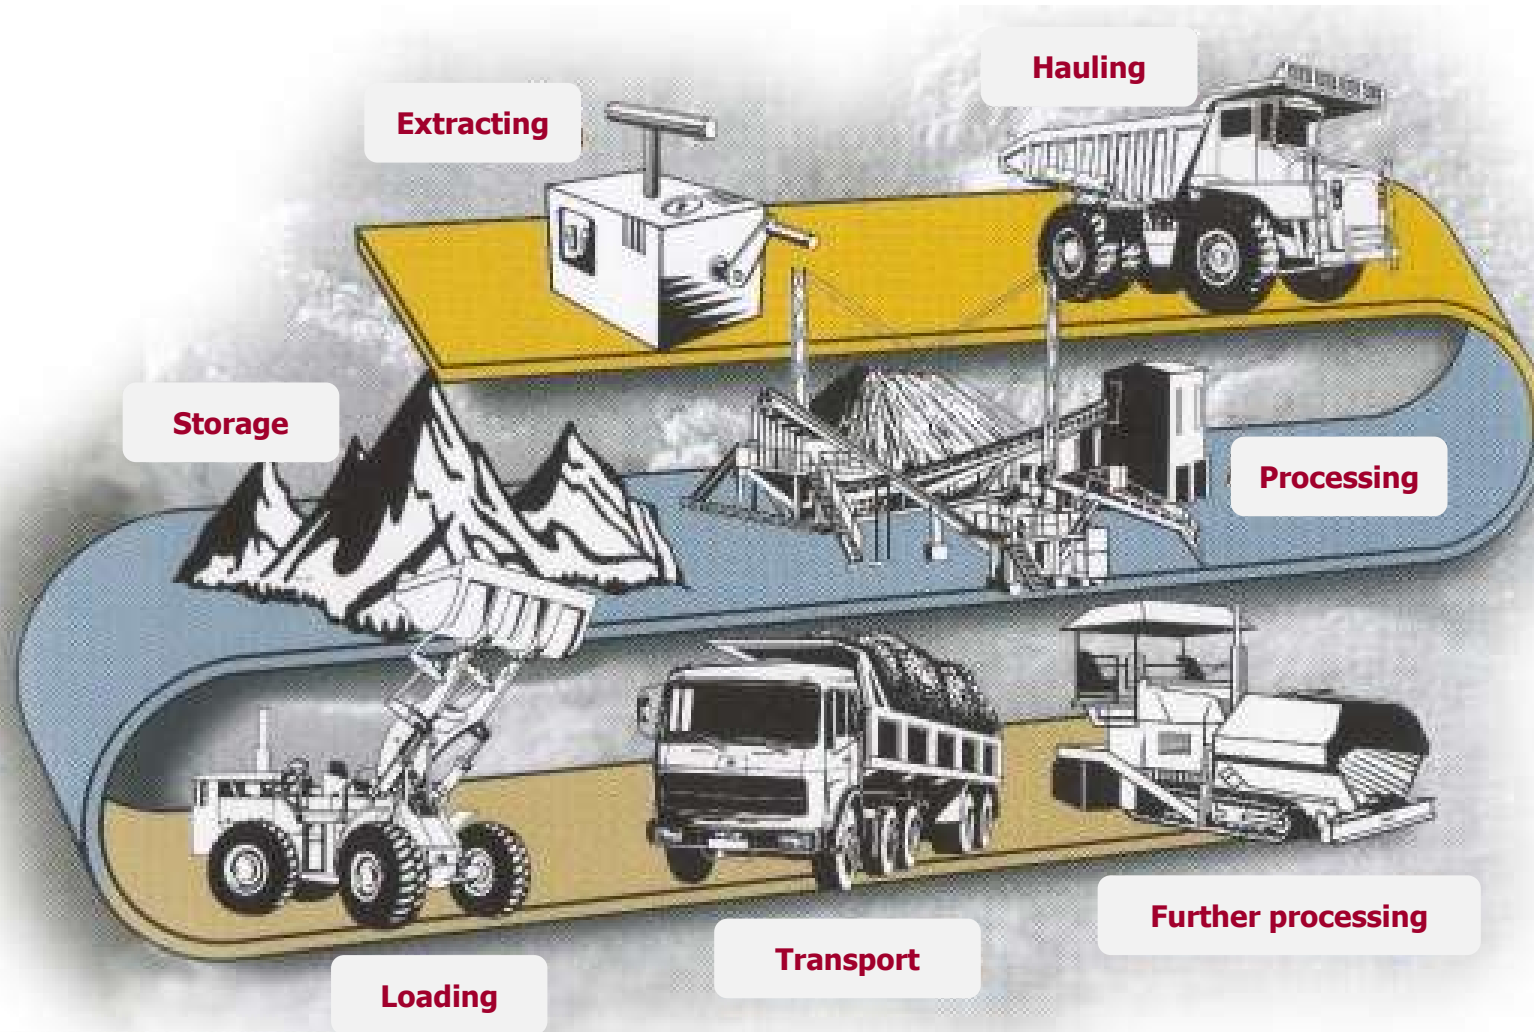 Extracting
Hauling
Storage
Processing
Loading
Transport
Further processing